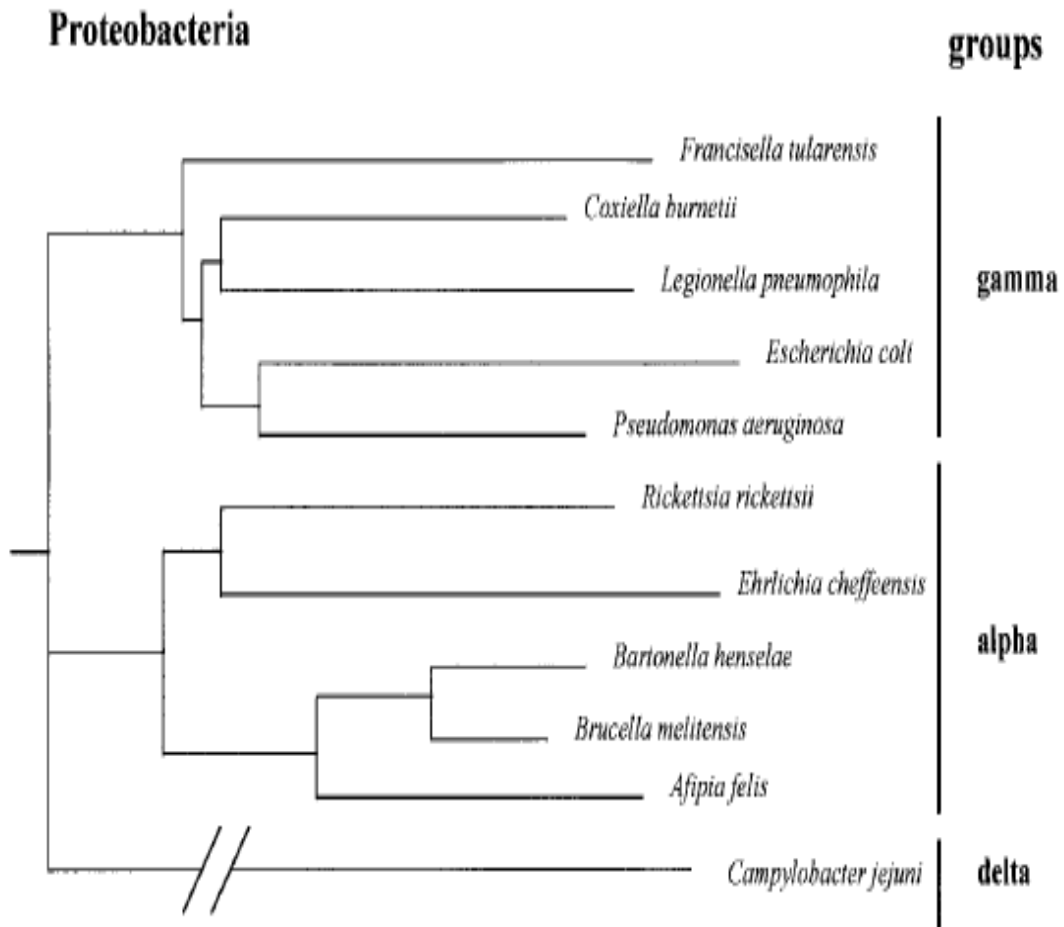 Proteobacteria
groups
Francisella tularensis
Coxiella burnetii
Legionella pneumophila
gamma
Escherichia coli
Pseudomonas aeruginosa
Rickettsia rickettsii
Ehrlichia cheffeensis
alpha
Bartonella henselae
Brucella melitensis
Afipia felis
Campylobacter jejuni
delta